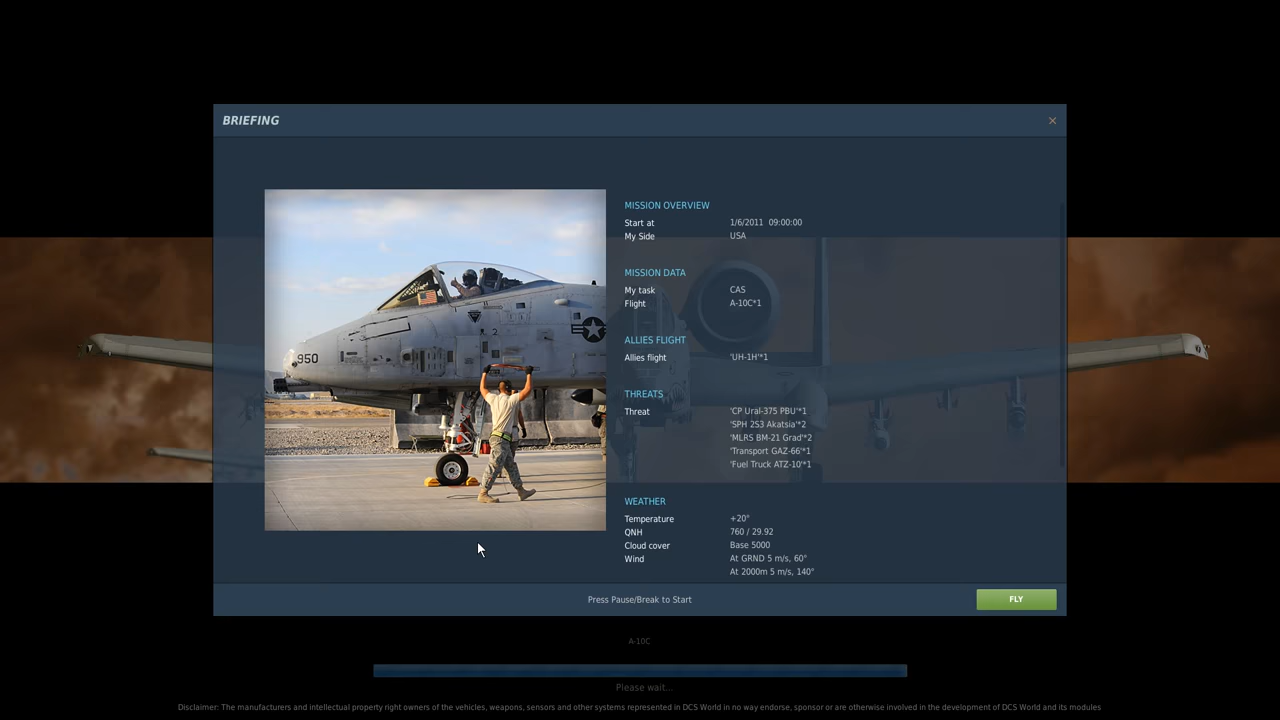 BRIEFING
×
950
MISSION OVERVIEW
Start at 1/6/2011 09:00:00
My Side USA
MISSION DATA
My task CAS
Flight A-10C*1
ALLIES FLIGHT
Allies flight 'UH-1H'*1
THREATS
Threat 'CP Ural-375 PBU'*1
'SPH 2S3 Akatsia'*2
'MLRS BM-21 Grad'*2
'Transport GAZ-66'*1
'Fuel Truck ATZ-10'*1
WEATHER
Temperature +20°
QNH 760 / 29.92
Cloud cover Base 5000
Wind At GRND 5 m/s, 60°
At 2000m 5 m/s, 140°
Press Pause/Break to Start
FLY
A-10C
Please wait...
Disclaimer: The manufacturers and intellectual property right owners of the vehicles, weapons, sensors and other systems represented in DCS World in no way endorse, sponsor or are otherwise involved in the development of DCS World and its modules